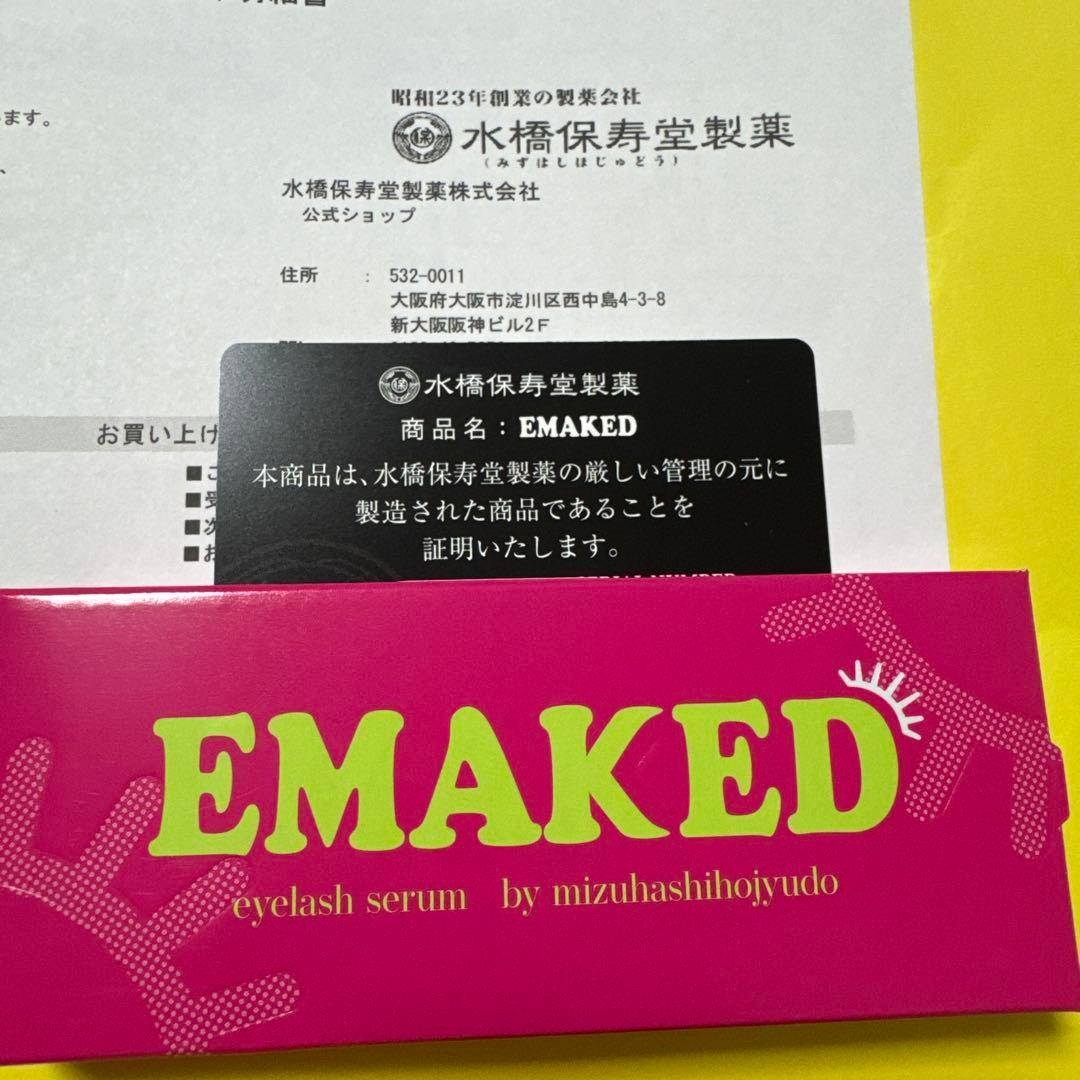 ます。
、
昭和23年創業の製薬会社
保 水橋保寿堂製薬
(みずはしほじゅどう)
水橋保寿堂製薬株式会社
公式ショップ
住所 : 532-0011
大阪府大阪市淀川区西中島4-3-8
新大阪阪神ビル2F
お買い上げ
■
■受
■次
■お
保 水橋保寿堂製薬
商品名：EMAKED
本商品は、水橋保寿堂製薬の厳しい管理の元に
製造された商品であることを
証明いたします。
SERIAL NUMBER
EMAKED
eyelash serum by mizuhashihojyudo